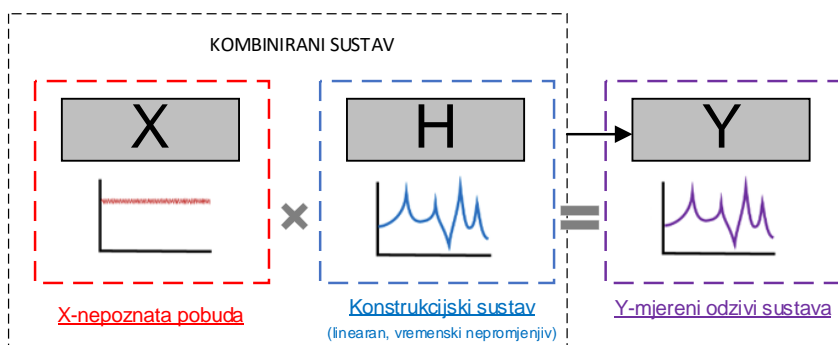 KOMBINIRANI SUSTAV
X
H
Y
X-nepoznata pobuda
Konstrukcijski sustav
(linearan, vremenski nepromjenjiv)
Y-mjereni odzivi sustava